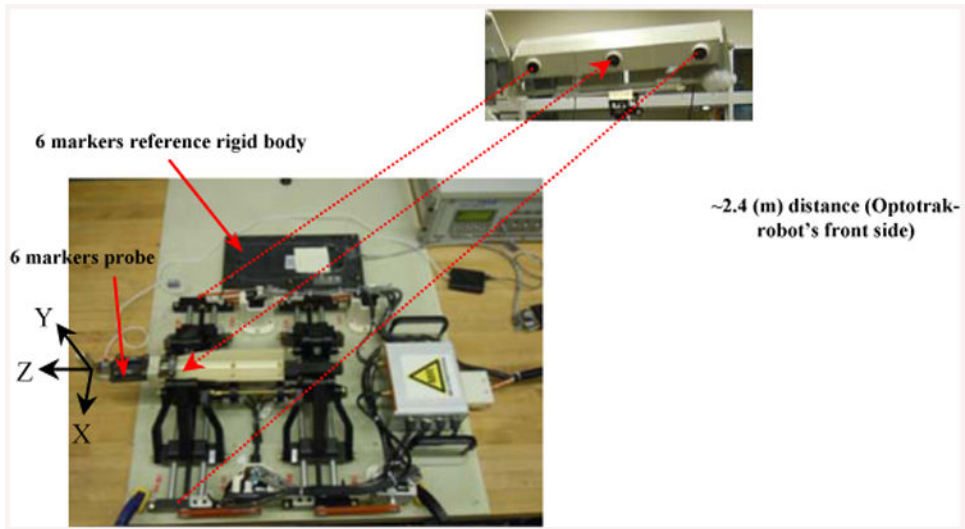 6 markers reference rigid body
~2.4 (m) distance (Optotrak-
robot's front side)
6 markers probe
Y
Z
X